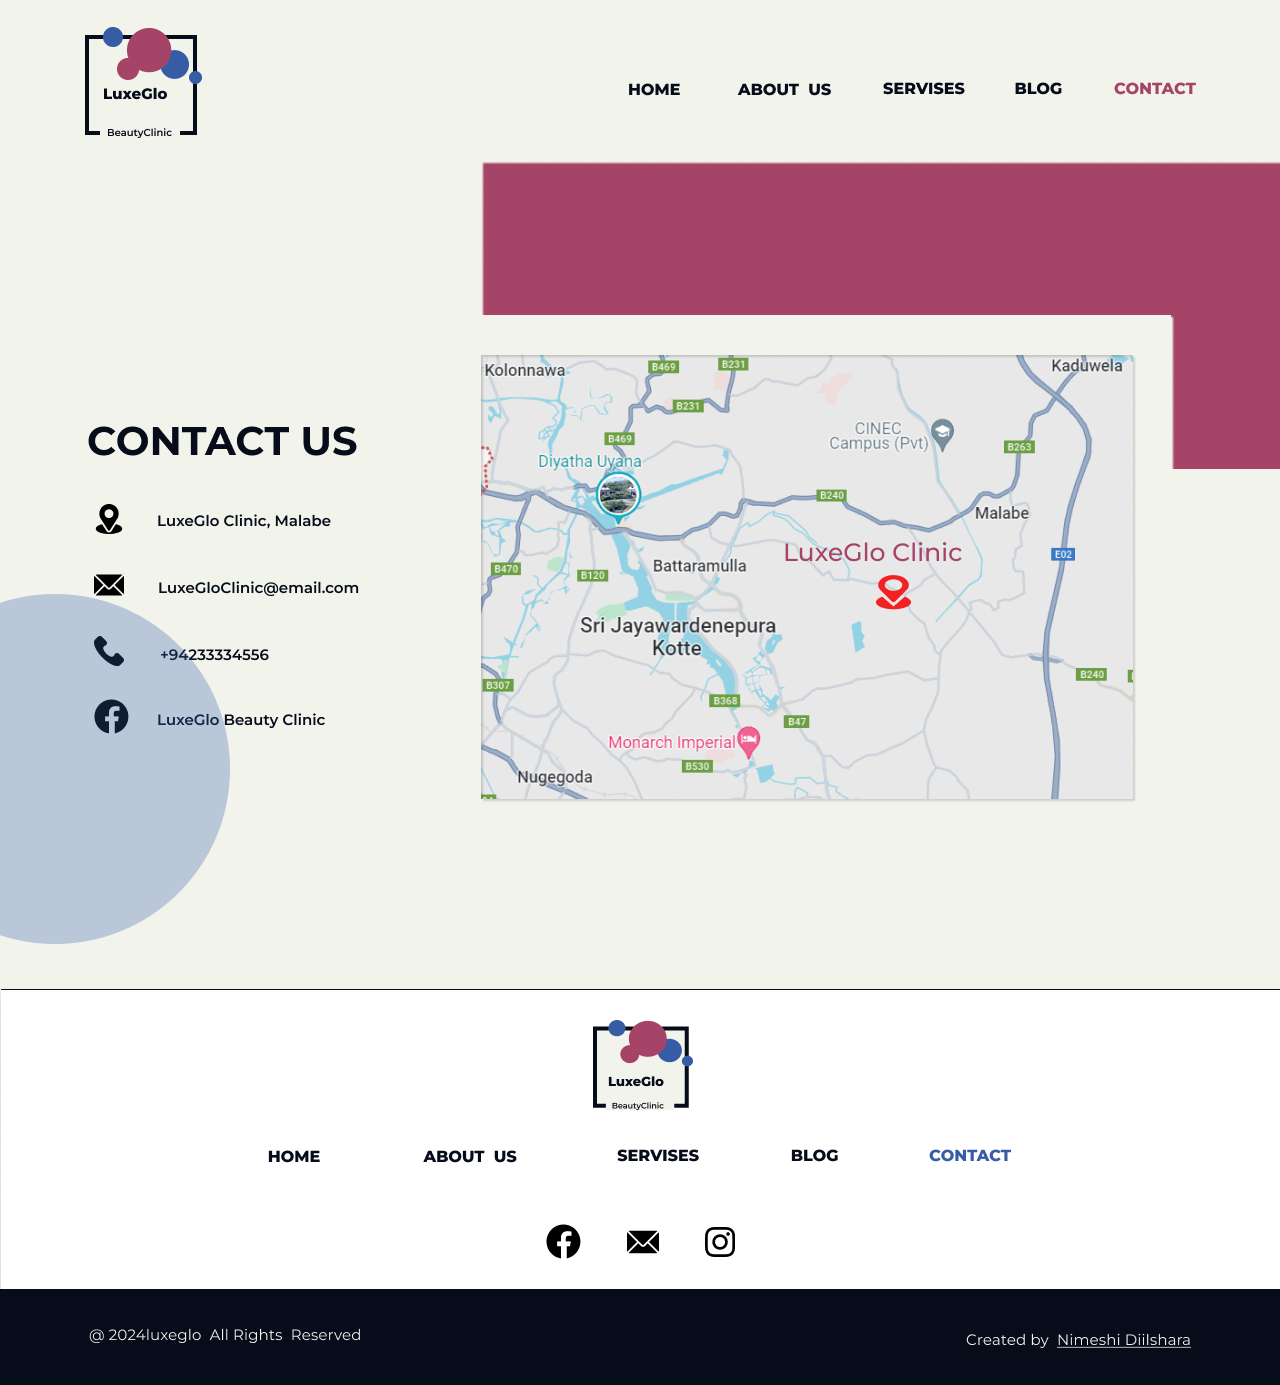 LuxeGlo
BeautyClinic
HOME ABOUT US SERVISES BLOG CONTACT
Kolonnawa
B469
B231
Kaduwela
B231
CINEC
Campus (Pvt)
B469
B263
Diyatha Uyana
B240
Malabe
CONTACT US
LuxeGlo Clinic, Malabe
LuxeGloClinic@email.com
+94233334556
LuxeGlo Beauty Clinic
LuxeGlo Clinic
E02
B470
B120
Battaramulla
Sri Jayawardenepura
Kotte
B307
B240
B368
B47
Monarch Imperial
B530
Nugegoda
LuxeGlo
BeautyClinic
HOME ABOUT US SERVISES BLOG CONTACT
@ 2024luxeglo All Rights Reserved
Created by Nimeshi Diilshara